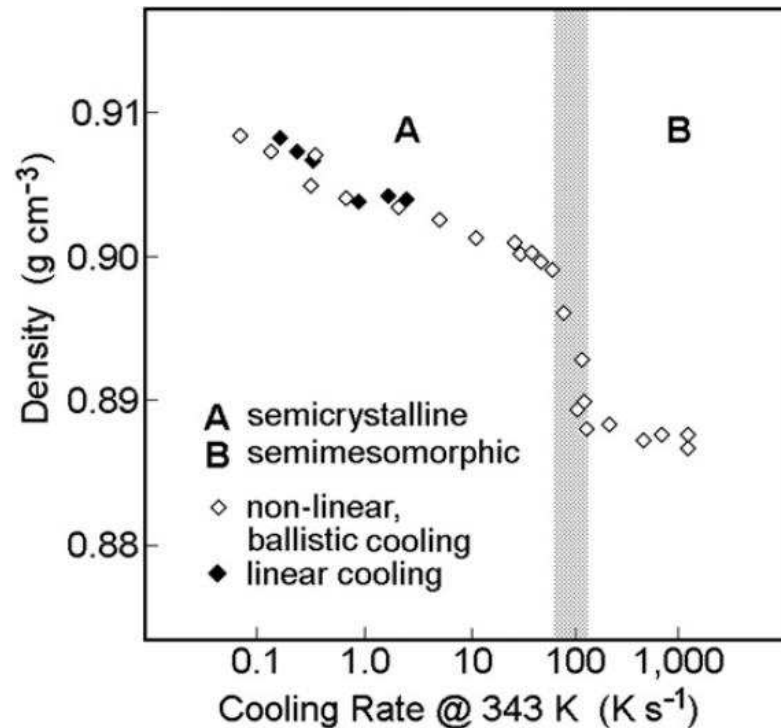 Density (g cm⁻³)
0.91
0.90
0.89
0.88
A
B
A semicrystalline
B semimesomorphic
non-linear,
ballistic cooling
linear cooling
0.1 1.0 10 100 1,000
Cooling Rate @ 343 K (K s⁻¹)